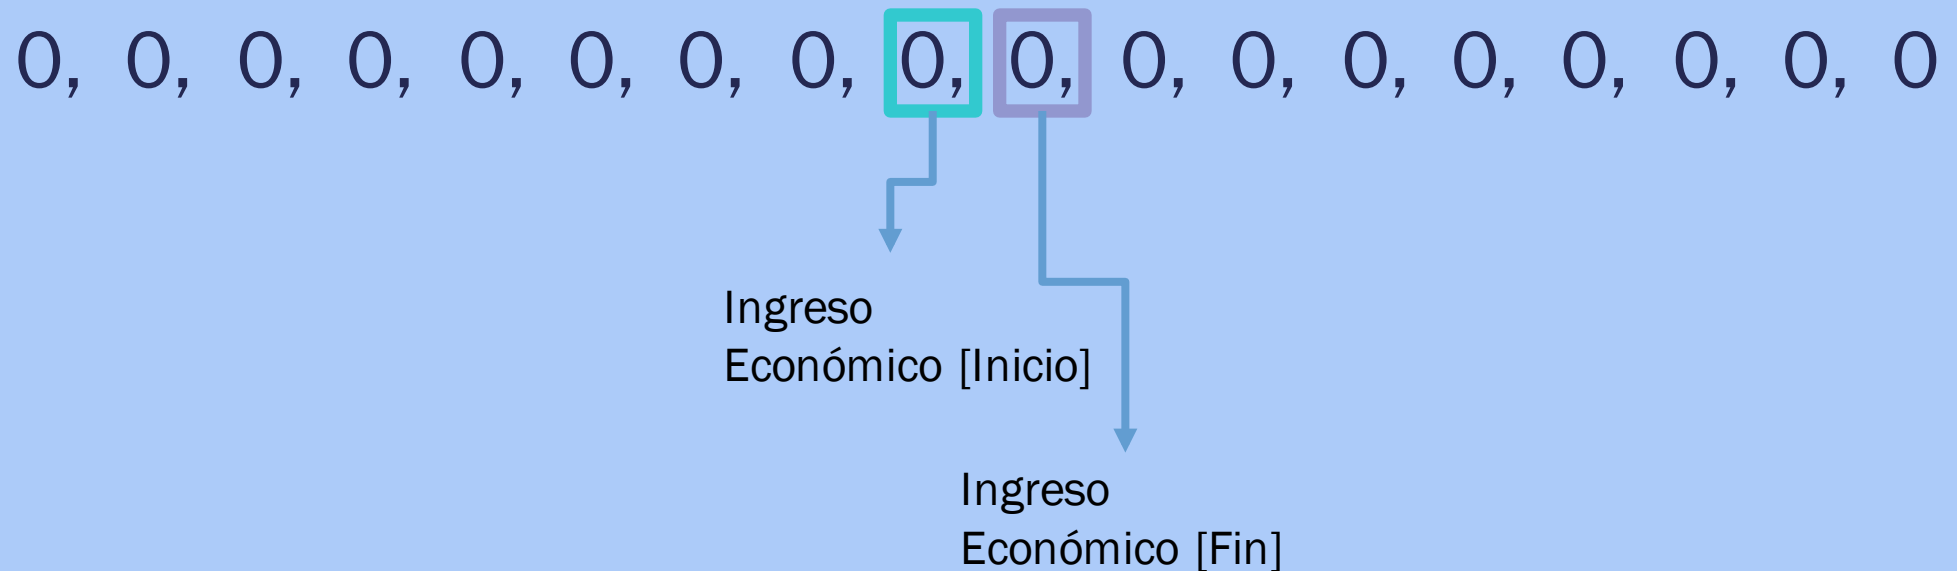 0, 0, 0, 0, 0, 0, 0, 0, 0, 0, 0, 0, 0, 0, 0, 0, 0, 0
Ingreso
Económico [Inicio]
Ingreso
Económico [Fin]